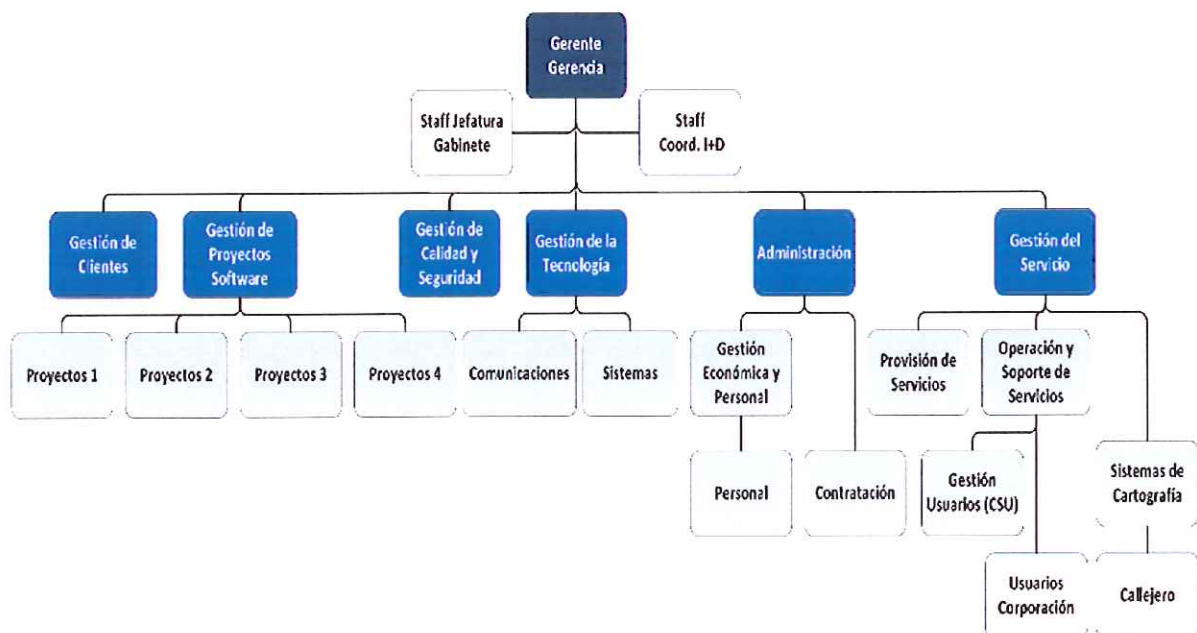 Gerente
Gerencia
Staff Jefatura
Gabinete
Staff
Coord. I+D
Gestión de
Clientes
Gestión de
Proyectos
Software
Gestión de
Calidad y
Seguridad
Gestión de la
Tecnología
Administración
Gestión del
Servicio
Proyectos 1
Proyectos 2
Proyectos 3
Proyectos 4
Comunicaciones
Sistemas
Gestión
Económica y
Personal
Provisión de
Servicios
Operación y
Soporte de
Servicios
Personal
Contratación
Gestión
Usuarios (CSU)
Sistemas de
Cartografía
Usuarios
Corporación
Callejero